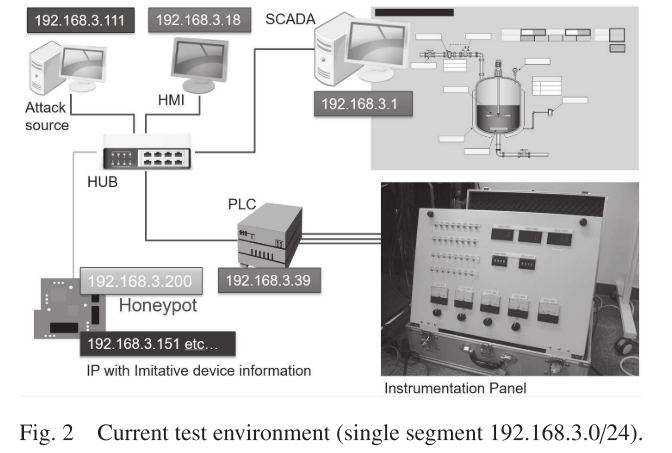 192.168.3.111
192.168.3.18
SCADA
Attack
source
HMI
192.168.3.1
HUB
PLC
192.168.3.200
192.168.3.39
Honeypot
192.168.3.151 etc...
IP with Imitative device information
Instrumentation Panel
Fig. 2 Current test environment (single segment 192.168.3.0/24).